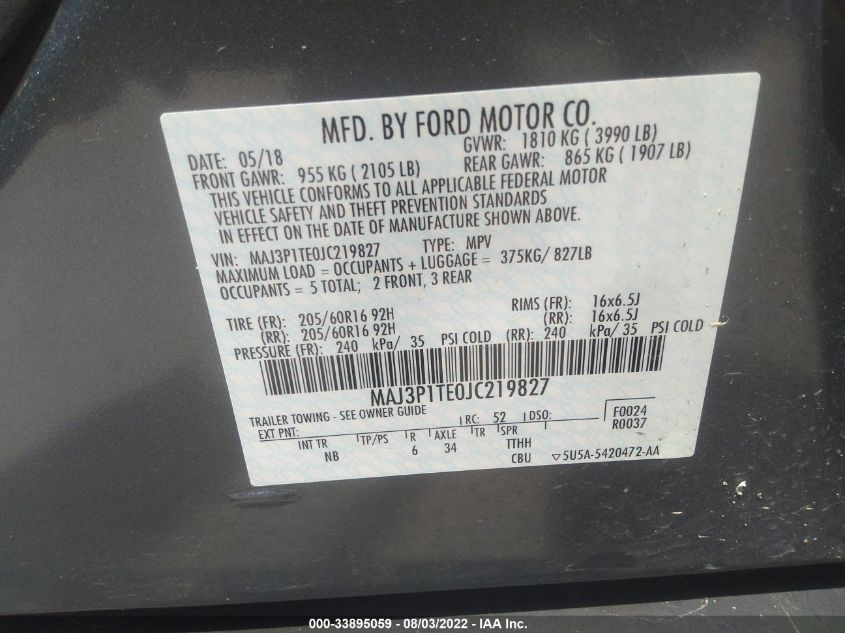 MFD. BY FORD MOTOR CO.
DATE: 05/18 GVWR: 1810 KG ( 3990 LB)
FRONT GAWR: 955 KG ( 2105 LB) REAR GAWR: 865 KG ( 1907 LB)
THIS VEHICLE CONFORMS TO ALL APPLICABLE FEDERAL MOTOR
VEHICLE SAFETY AND THEFT PREVENTION STANDARDS
IN EFFECT ON THE DATE OF MANUFACTURE SHOWN ABOVE.
VIN: MAJ3P1TE0JC219827 TYPE: MPV
MAXIMUM LOAD = OCCUPANTS + LUGGAGE = 375KG/ 827LB
OCCUPANTS = 5 TOTAL; 2 FRONT, 3 REAR
TIRE (FR): 205/60R16 92H RIMS (FR): 16x6.5J
(RR): 205/60R16 92H (RR): 16x6.5J
PRESSURE (FR): 240 kPa/ 35 PSI COLD (RR): 240 kPa/ 35 PSI COLD
MAJ3P1TE0JC219827
TRAILER TOWING - SEE OWNER GUIDE
EXT PNT: RC: 52 DSO: F0024
R0037
INT TR TP/PS R AXLE TR SPR
NB 6 34 TTHH
CBU 5U5A-5420472-AA
000-33895059 - 08/03/2022 - IAA Inc.